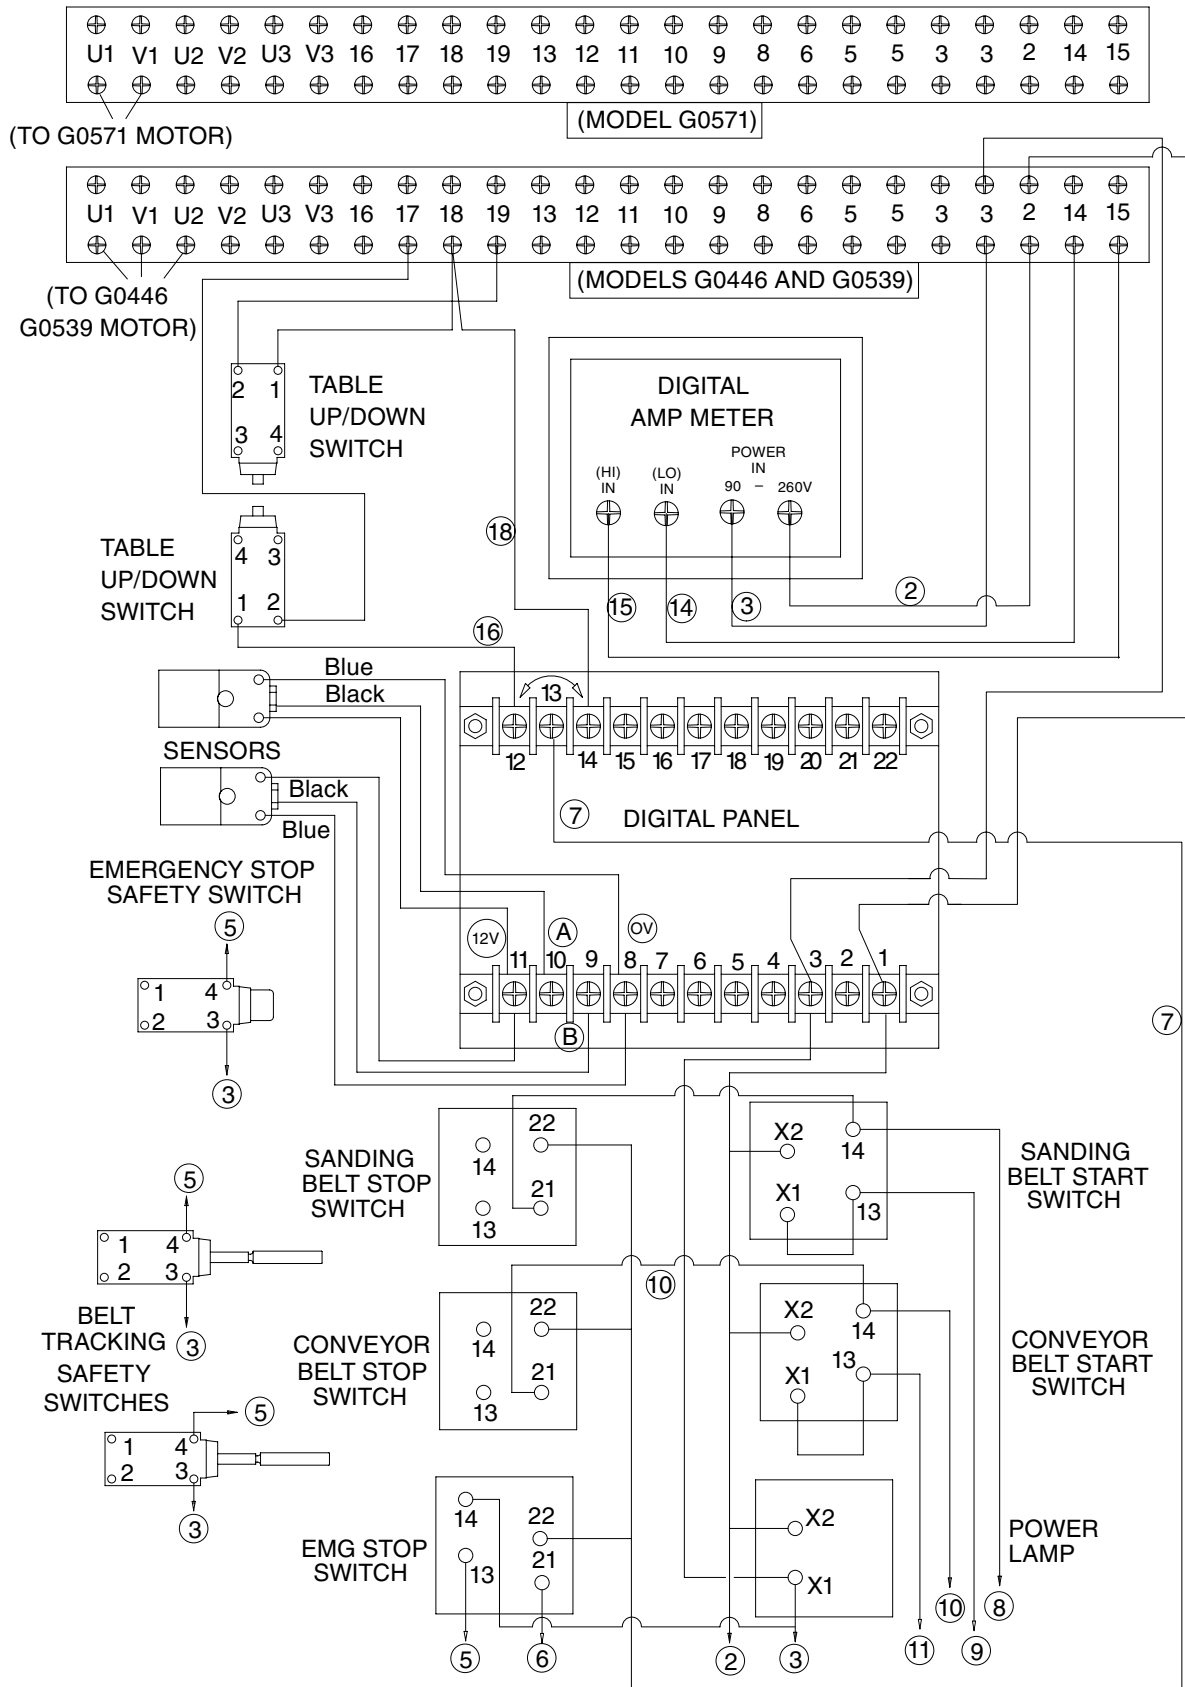 U1 V1 U2 V2 U3 V3 16 17 18 19 13 12 11 10 9 8 6 5 5 3 3 2 14 15
(TO G0571 MOTOR)
(MODEL G0571)
U1 V1 U2 V2 U3 V3 16 17 18 19 13 12 11 10 9 8 6 5 5 3 3 2 14 15
(TO G0446
G0539 MOTOR)
(MODELS G0446 AND G0539)
2 1
3 4
TABLE
UP/DOWN
SWITCH
DIGITAL
AMP METER
(HI)
IN
(LO)
IN
POWER
IN
90 – 260V
18
15
14
3
2
TABLE
UP/DOWN
SWITCH
4 3
1 2
16
Blue
Black
SENSORS
Black
Blue
13
12 14 15 16 17 18 19 20 21 22
7
DIGITAL PANEL
EMERGENCY STOP
SAFETY SWITCH
5
1 4
2 3
3
12V
A
0V
11 10 9 8 7 6 5 4 3 2 1
B
7
SANDING
BELT STOP
SWITCH
22
14
21
13
X2
14
X1
13
SANDING
BELT START
SWITCH
5
1 4
2 3
3
BELT
TRACKING
SAFETY
SWITCHES
5
1 4
2 3
3
10
CONVEYOR
BELT STOP
SWITCH
22
14
21
13
X2
14
13
X1
CONVEYOR
BELT START
SWITCH
EMG STOP
SWITCH
14
22
13
21
X2
X1
POWER
LAMP
5
6
2
3
11
10
9
8